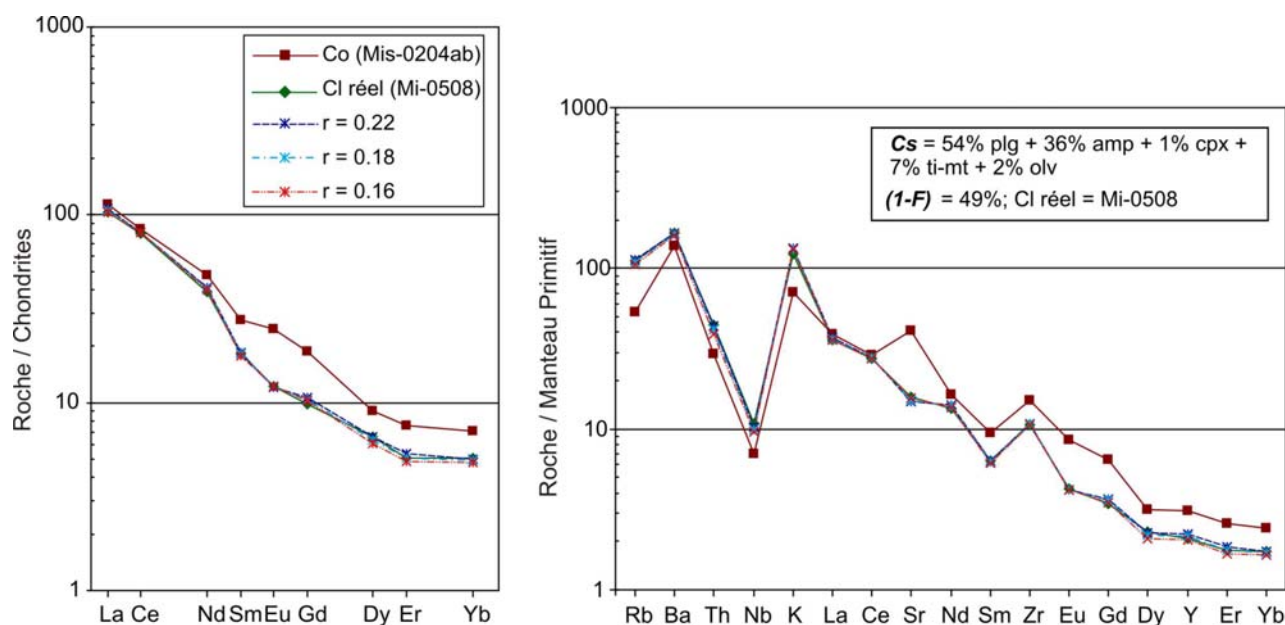 1000
100
10
1
Roche / Chondrites
Co (Mis-0204ab)
Cl réel (Mi-0508)
r = 0.22
r = 0.18
r = 0.16
La Ce Nd Sm Eu Gd Dy Er Yb
1000
100
10
1
Roche / Manteau Primitif
Cs = 54% plg + 36% amp + 1% cpx +
7% ti-mt + 2% olv
(1-F) = 49%; Cl réel = Mi-0508
Rb Ba Th Nb K La Ce Sr Nd Sm Zr Eu Gd Dy Y Er Yb